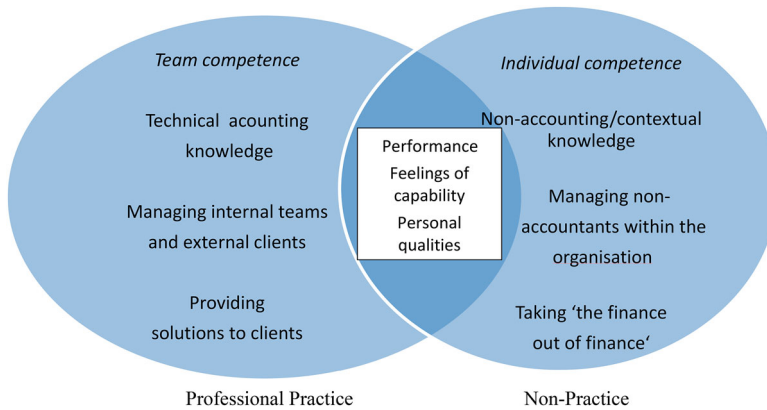 Team competence
Technical acounting
knowledge
Managing internal teams
and external clients
Providing
solutions to clients
Performance
Feelings of
capability
Personal
qualities
Individual competence
Non-accounting/contextual
knowledge
Managing non-
accountants within the
organisation
Taking ‘the finance
out of finance‘
Professional Practice
Non-Practice